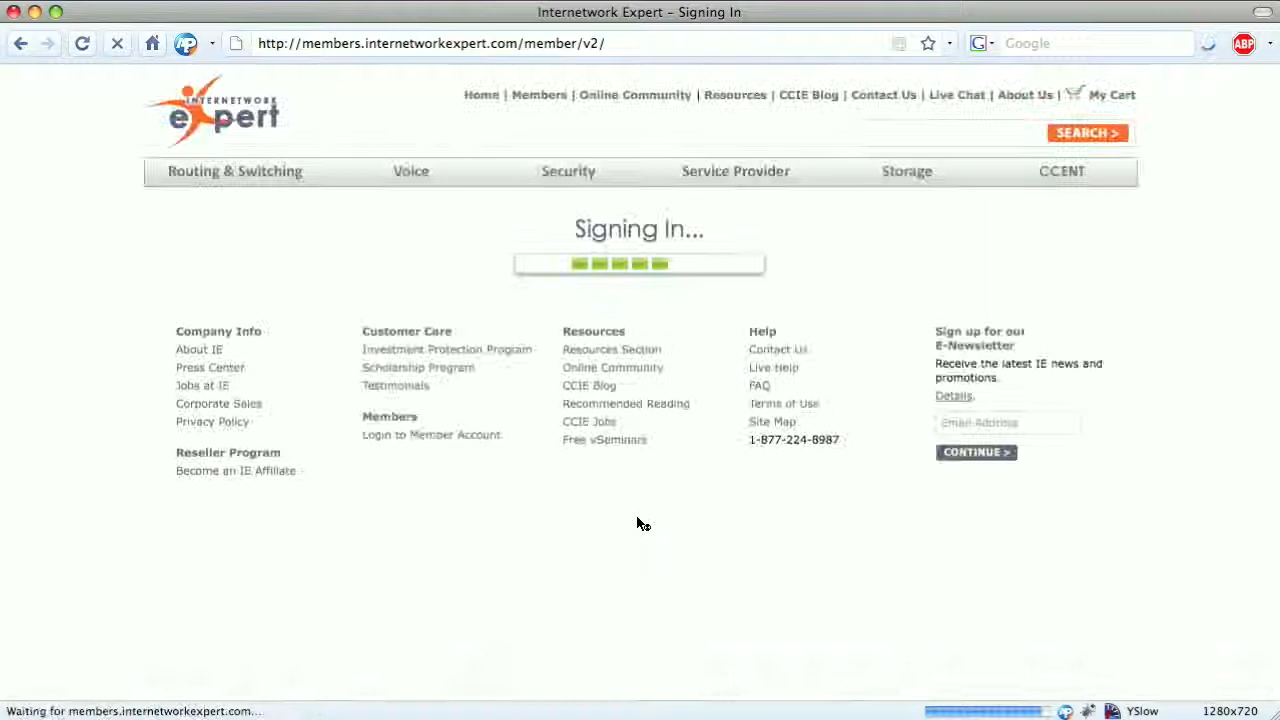 Internetwork Expert – Signing In
http://members.internetworkexpert.com/member/v2/
Google
ABP
INTERNETWORK
expert
Home | Members | Online Community | Resources | CCIE Blog | Contact Us | Live Chat | About Us | My Cart
SEARCH >
Routing & Switching Voice Security Service Provider Storage CCENT
Signing In...
Company Info
About IE
Press Center
Jobs at IE
Corporate Sales
Privacy Policy
Reseller Program
Become an IE Affiliate
Customer Care
Investment Protection Program
Scholarship Program
Testimonials
Members
Login to Member Account
Resources
Resources Section
Online Community
CCIE Blog
Recommended Reading
CCIE Jobs
Free vSeminars
Help
Contact Us
Live Help
FAQ
Terms of Use
Site Map
1-877-224-8987
Sign up for our
E-Newsletter
Receive the latest IE news and
promotions.
Details.
Email Address
CONTINUE >
Waiting for members.internetworkexpert.com...
YSlow
1280x720